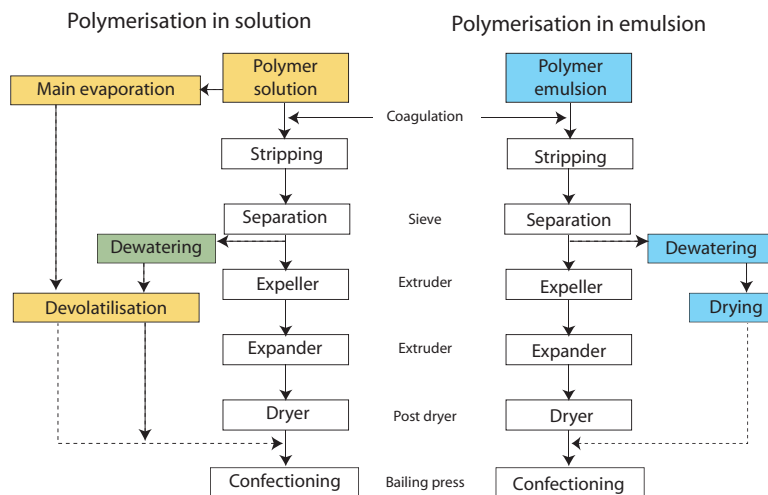 Polymerisation in solution
Polymerisation in emulsion
Main evaporation
Polymer
solution
Polymer
emulsion
Coagulation
Stripping
Stripping
Separation
Sieve
Separation
Dewatering
Dewatering
Expeller
Extruder
Expeller
Devolatilisation
Drying
Expander
Extruder
Expander
Dryer
Post dryer
Dryer
Confectioning
Bailing press
Confectioning